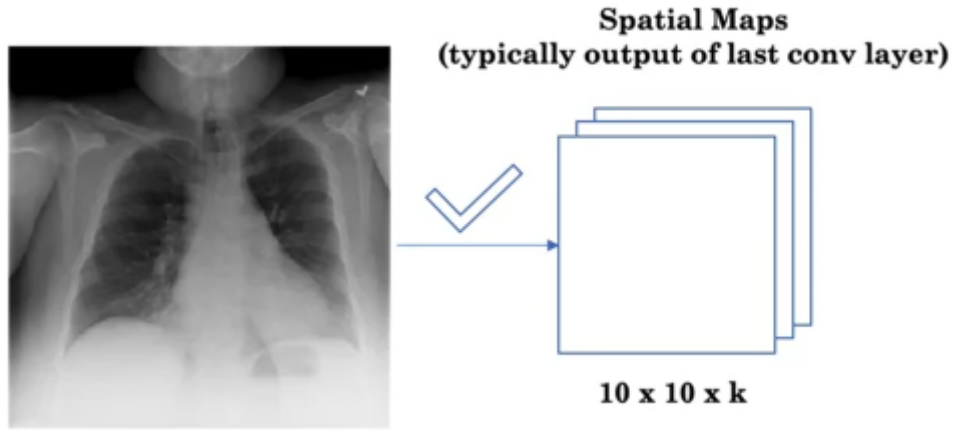 Spatial Maps
(typically output of last conv layer)
10 x 10 x k